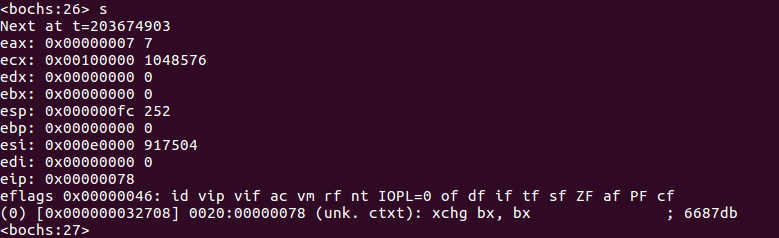 <bochs:26> s
Next at t=203674903
eax: 0x00000007 7
ecx: 0x00100000 1048576
edx: 0x00000000 0
ebx: 0x00000000 0
esp: 0x000000fc 252
ebp: 0x00000000 0
esi: 0x000e0000 917504
edi: 0x00000000 0
eip: 0x00000078
eflags 0x00000046: id vip vif ac vm rf nt IOPL=0 of df if tf sf ZF af PF cf
(0) [0x000000032708] 0020:00000078 (unk. ctxt): xchg bx, bx               ; 6687db
<bochs:27>